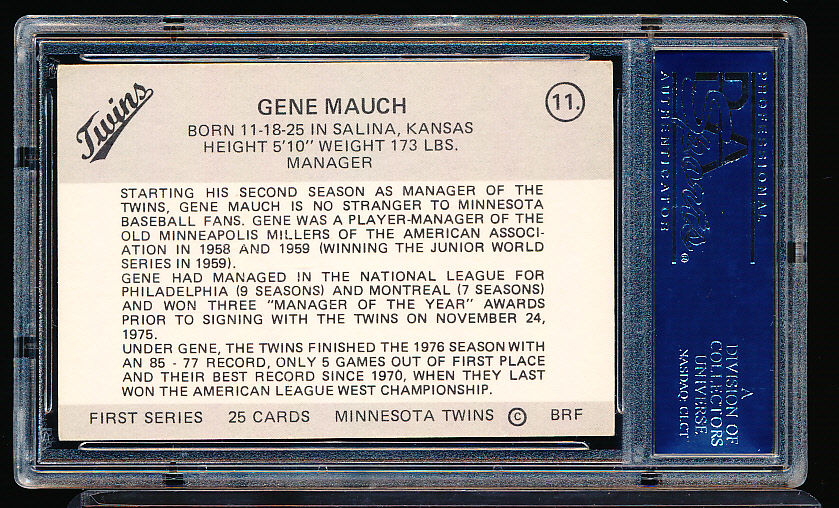 Twins
GENE MAUCH
11.
BORN 11-18-25 IN SALINA, KANSAS
HEIGHT 5'10" WEIGHT 173 LBS.
MANAGER
STARTING HIS SECOND SEASON AS MANAGER OF THE
TWINS, GENE MAUCH IS NO STRANGER TO MINNESOTA
BASEBALL FANS. GENE WAS A PLAYER-MANAGER OF THE
OLD MINNEAPOLIS MILLERS OF THE AMERICAN ASSOCI-
ATION IN 1958 AND 1959 (WINNING THE JUNIOR WORLD
SERIES IN 1959).
GENE HAD MANAGED IN THE NATIONAL LEAGUE FOR
PHILADELPHIA (9 SEASONS) AND MONTREAL (7 SEASONS)
AND WON THREE "MANAGER OF THE YEAR" AWARDS
PRIOR TO SIGNING WITH THE TWINS ON NOVEMBER 24,
1975.
UNDER GENE, THE TWINS FINISHED THE 1976 SEASON WITH
AN 85 - 77 RECORD, ONLY 5 GAMES OUT OF FIRST PLACE
AND THEIR BEST RECORD SINCE 1970, WHEN THEY LAST
WON THE AMERICAN LEAGUE WEST CHAMPIONSHIP.
FIRST SERIES 25 CARDS MINNESOTA TWINS © BRF
PROFESSIONAL
PSA
Sports
®
AUTHENTICATOR
A
DIVISION OF
COLLECTORS
UNIVERSE
NASDAQ: CLCT